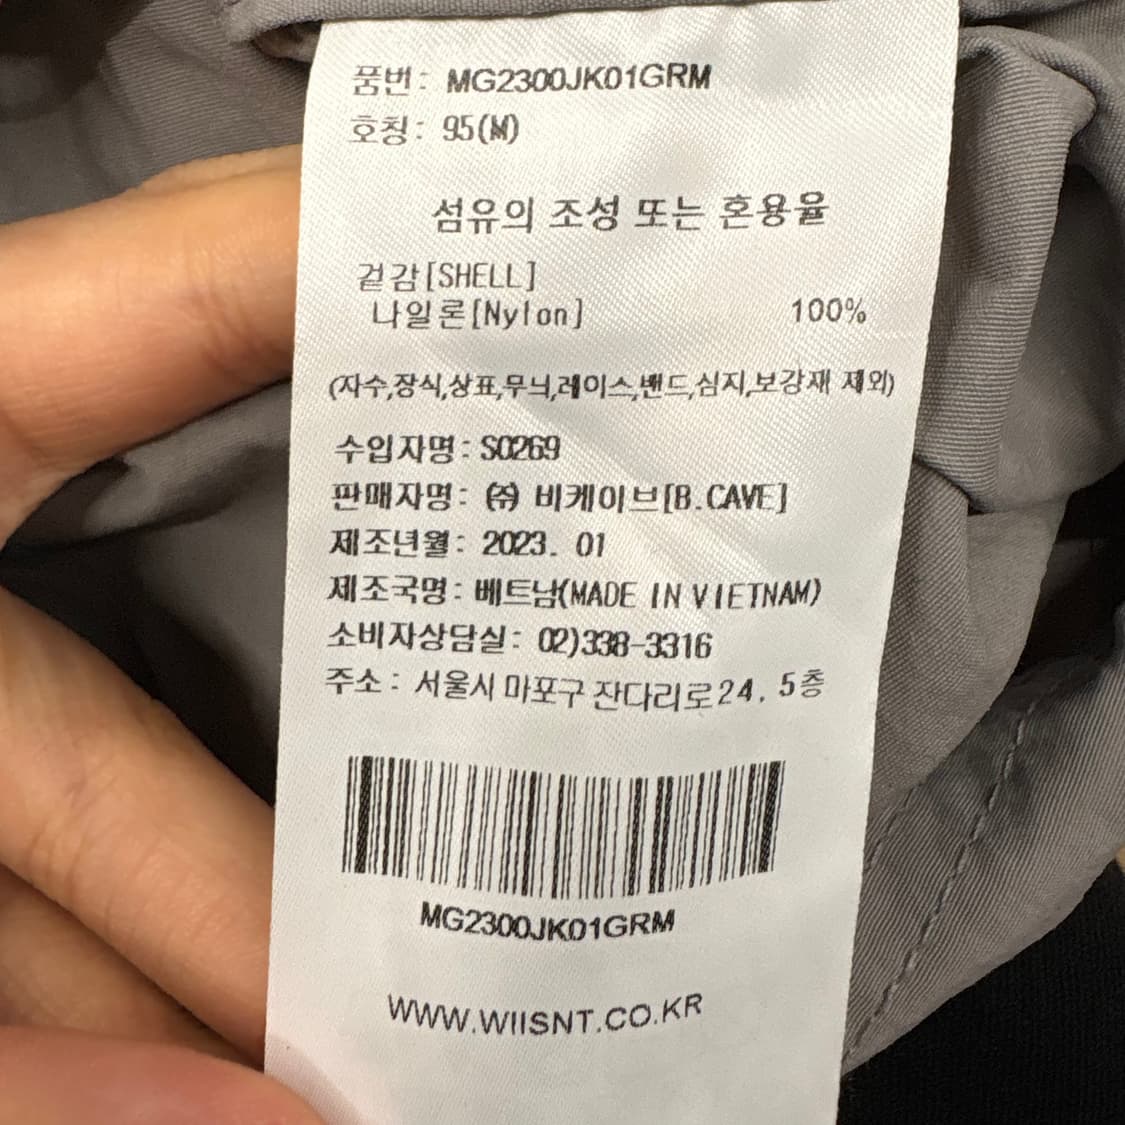 품번: MG2300JK01GRM
호칭: 95(M)
섬유의 조성 또는 혼용율
겉감[SHELL]
나일론[Nylon] 100%
(자수,장식,상표,무늬,레이스,밴드,심지,보강재 제외)
수입자명: S0269
판매자명: ㈜ 비케이브[B.CAVE]
제조년월: 2023. 01
제조국명: 베트남(MADE IN VIETNAM)
소비자상담실: 02)338-3316
주소: 서울시 마포구 잔다리로24, 5층
MG2300JK01GRM
WWW.WIISNT.CO.KR